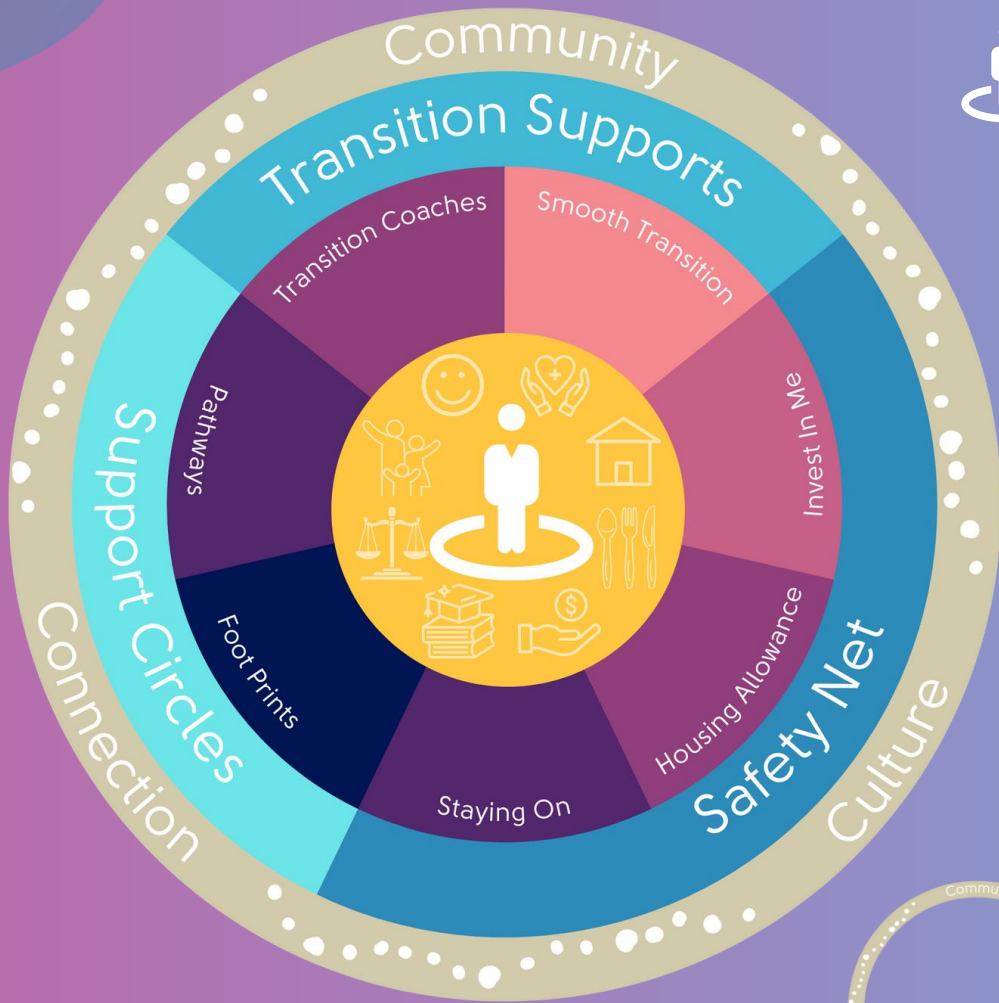 Community
Transition Supports
Transition Coaches
Smooth Transition
Pathways
Invest In Me
Support Circles
Foot Prints
Housing Allowance
Safety Net
Staying On
Connection
Culture
$